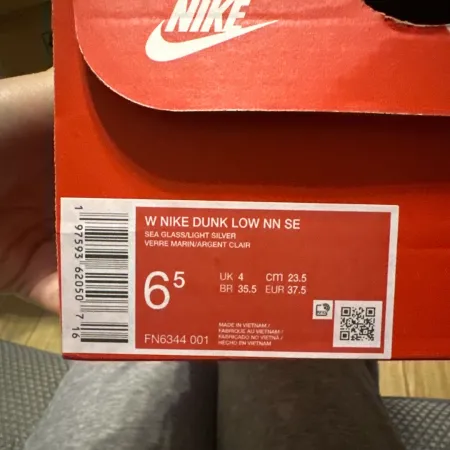 NIKE
W NIKE DUNK LOW NN SE
SEA GLASS/LIGHT SILVER
VERRE MARIN/ARGENT CLAIR
6⁵
UK 4 cm 23.5
BR 35.5 EUR 37.5
FN6344 001
MADE IN VIETNAM /
FABRIQUÉ AU VIETNAM /
FABRICADO NO VIETNÃ /
HECHO EN VIETNAM
1 97593 62050 7 16